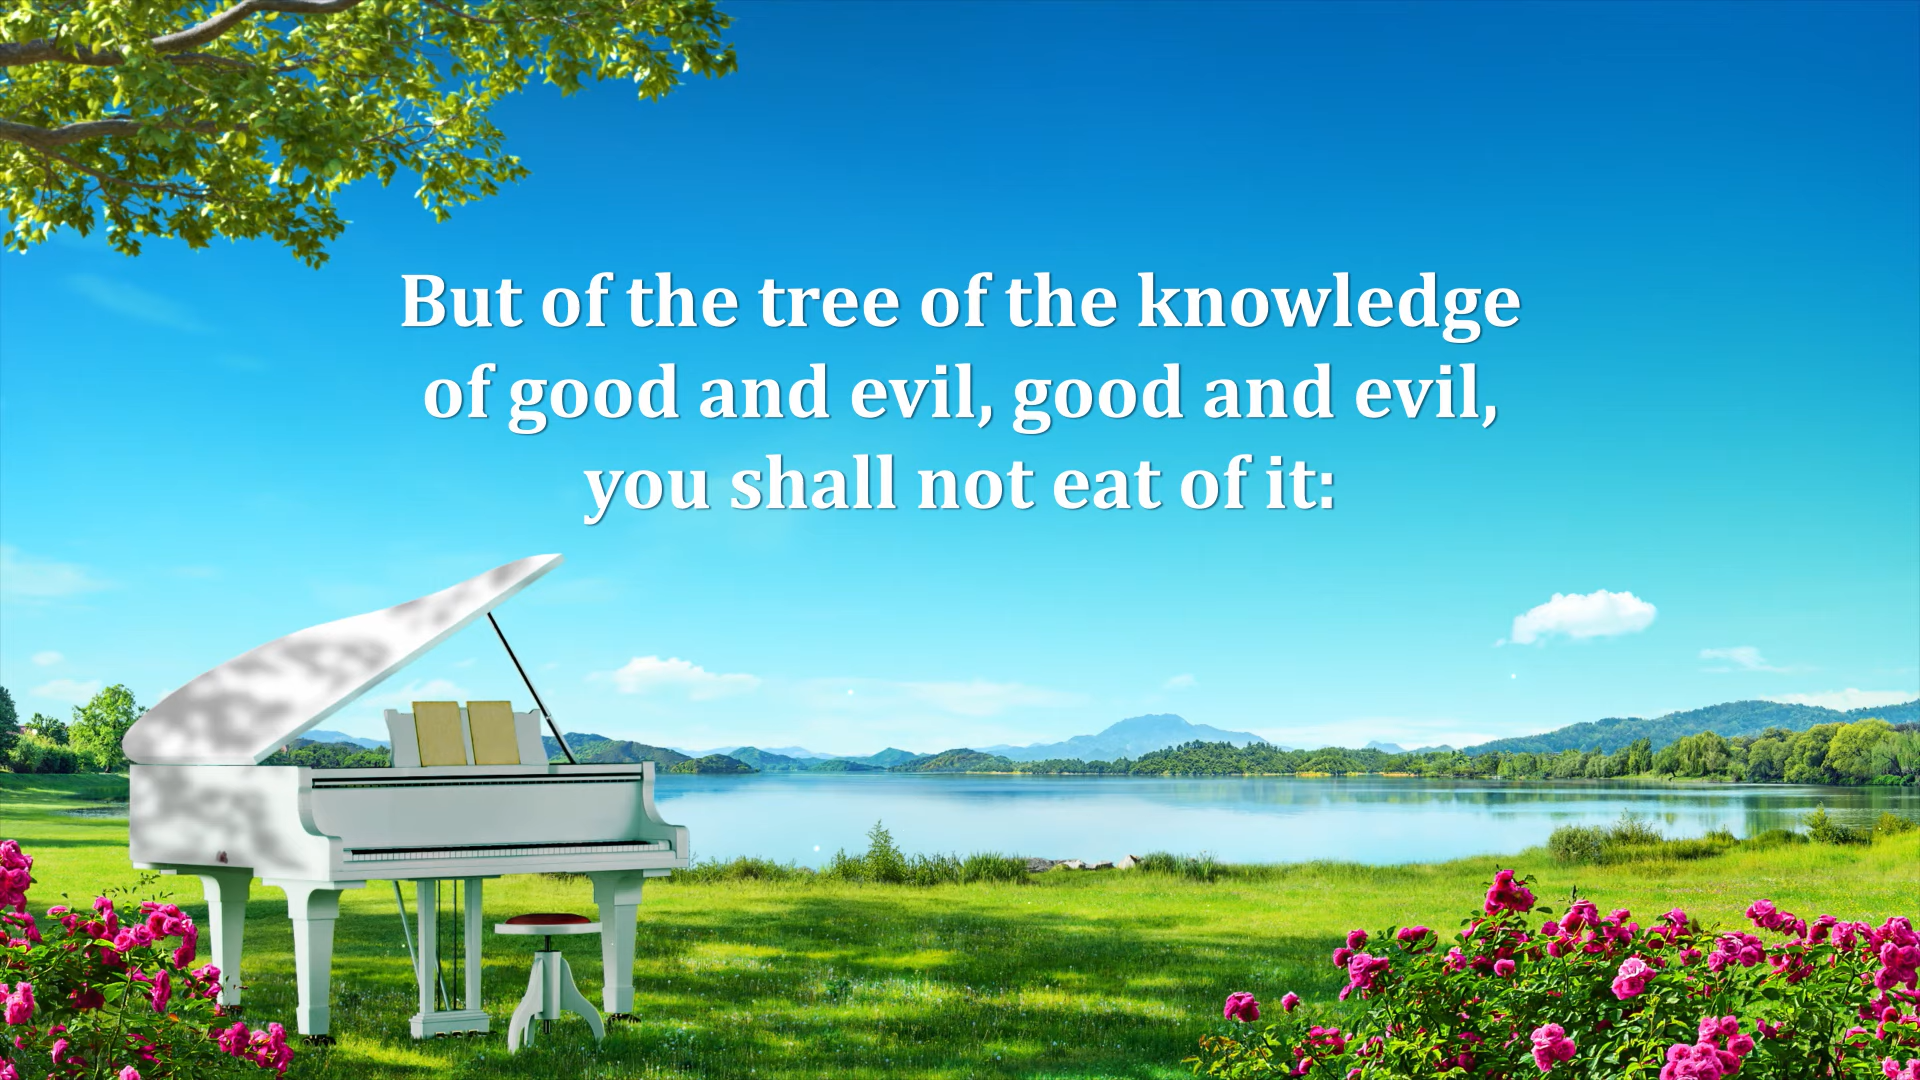 But of the tree of the knowledge
of good and evil, good and evil,
you shall not eat of it: